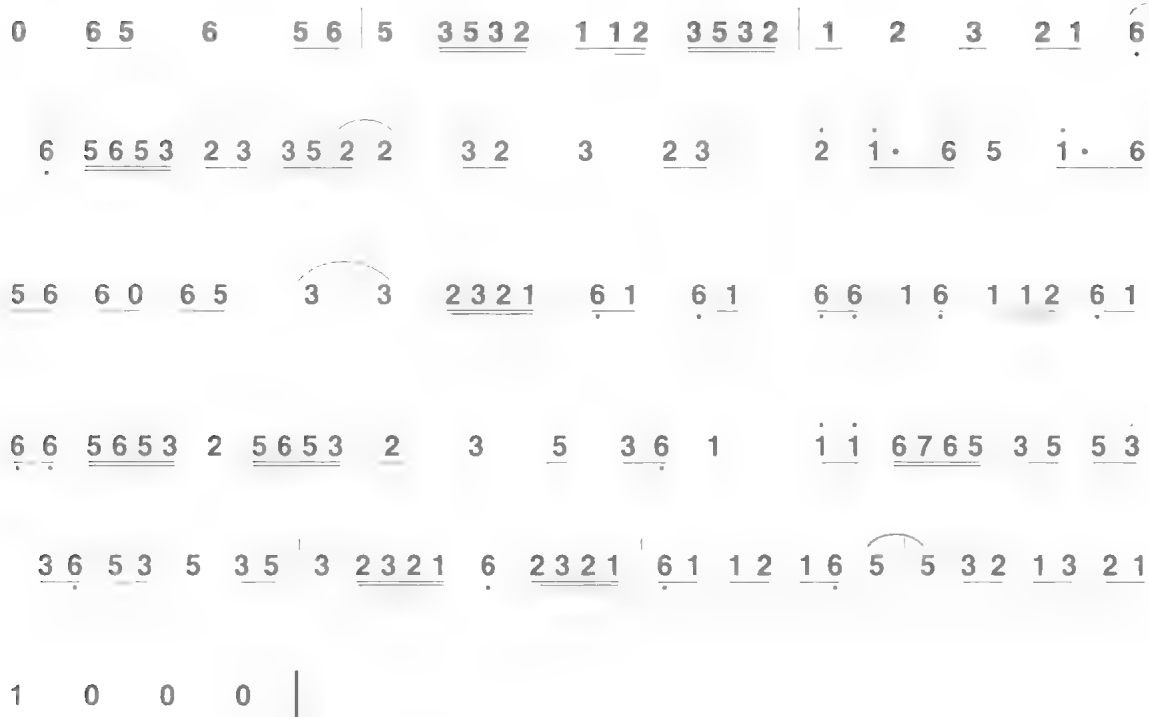 0 6 5 6 5 6 | 5 3 5 3 2 1 1 2 3 5 3 2 | 1 2 3 2 1 6̣
6̣ 5 6 5 3 2 3 3 5 2 2 3 2 3 2 3 2̇ 1̇ · 6 5 1̇ · 6
5 6 6 0 6 5 3 3 2 3 2 1 6̣ 1 6̣ 1 6̣ 6̣ 1 6̣ 1 1 2 6̣ 1
6̣ 6̣ 5 6 5 3 2 5 6 5 3 2 3 5 3 6̣ 1 1̇ 1̇ 6 7 6 5 3 5 5 3̇
3 6̣ 5 3 5 3 5 | 3 2 3 2 1 6̣ 2 3 2 1 | 6̣ 1 1 2 1 6̣ 5 | 5 3 2 1 3 2 1
1 0 0 0 |